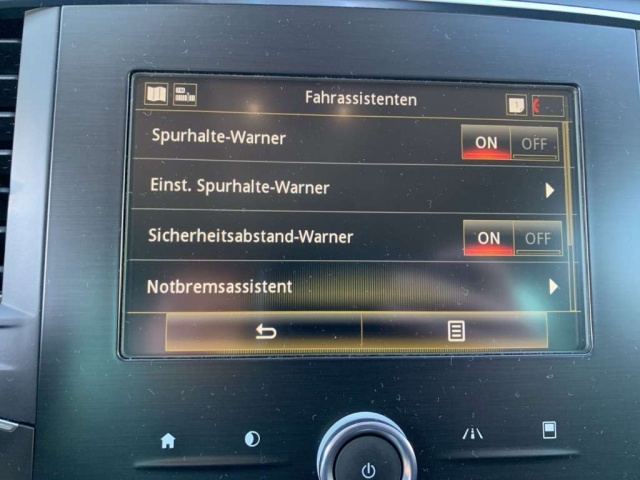 Fahrassistenten
Spurhalte-Warner
ON OFF
Einst. Spurhalte-Warner
Sicherheitsabstand-Warner
ON OFF
Notbremsassistent